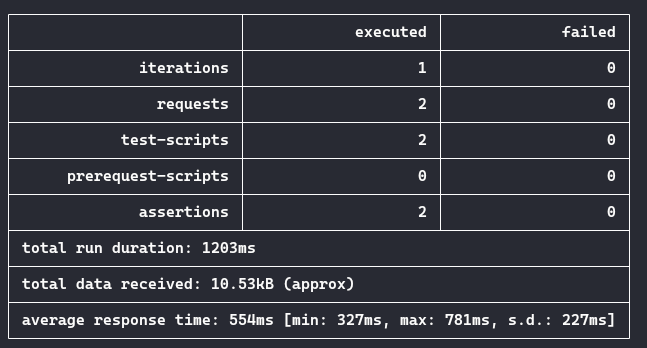 executed failed
iterations 1 0
requests 2 0
test-scripts 2 0
prerequest-scripts 0 0
assertions 2 0
total run duration: 1203ms
total data received: 10.53kB (approx)
average response time: 554ms [min: 327ms, max: 781ms, s.d.: 227ms]